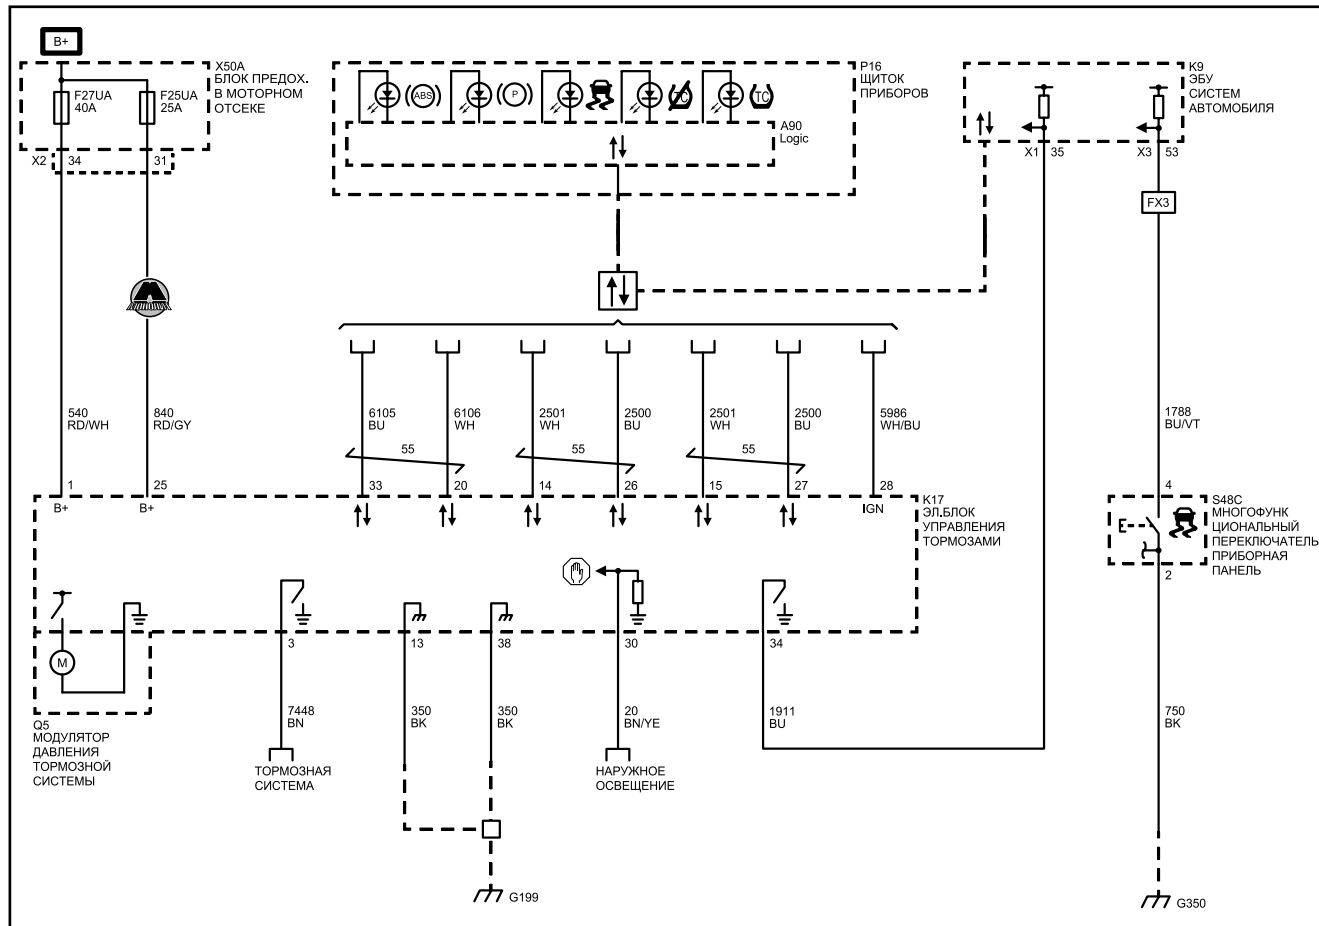 B+
X50A
БЛОК ПРЕДОХ.
В МОТОРНОМ
ОТСЕКЕ
F27UA
40A
F25UA
25A
X2
34
31
P16
ЩИТОК
ПРИБОРОВ
ABS
P
TC
TC
A90
Logic
K9
ЭБУ
СИСТЕМ
АВТОМОБИЛЯ
X1
35
X3
53
FX3
540
RD/WH
840
RD/GY
6105
BU
6106
WH
2501
WH
2500
BU
2501
WH
2500
BU
5986
WH/BU
1788
BU/VT
55
55
55
1
25
33
20
14
26
15
27
28
4
B+
B+
IGN
K17
ЭЛ.БЛОК
УПРАВЛЕНИЯ
ТОРМОЗАМИ
S48C
МНОГОФУНК
ЦИОНАЛЬНЫЙ
ПЕРЕКЛЮЧАТЕЛЬ
ПРИБОРНАЯ
ПАНЕЛЬ
2
M
3
13
38
30
34
Q5
МОДУЛЯТОР
ДАВЛЕНИЯ
ТОРМОЗНОЙ
СИСТЕМЫ
7448
BN
350
BK
350
BK
20
BN/YE
1911
BU
750
BK
ТОРМОЗНАЯ
СИСТЕМА
НАРУЖНОЕ
ОСВЕЩЕНИЕ
G199
G350